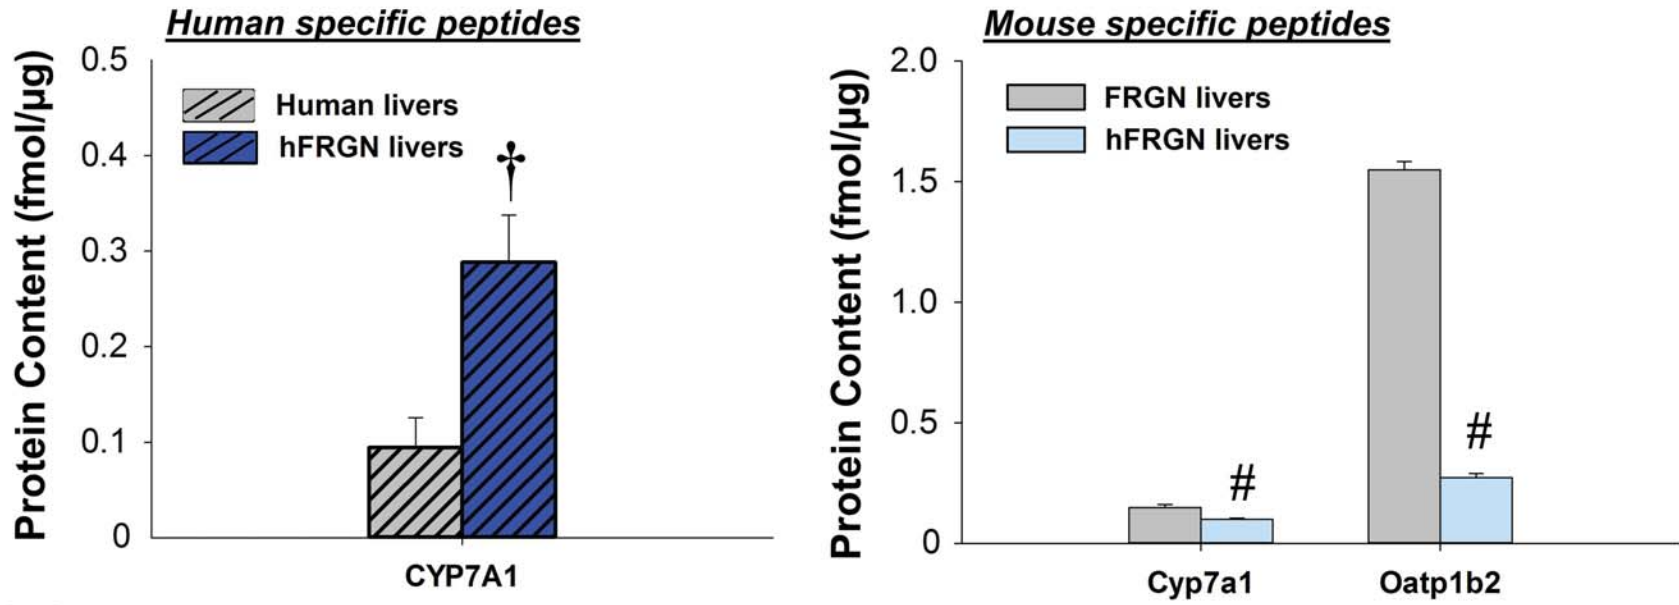 Human specific peptides
Protein Content (fmol/µg)
0.5
0.4
0.3
0.2
0.1
0
Human livers
hFRGN livers
†
CYP7A1
Mouse specific peptides
Protein Content (fmol/µg)
2.0
1.5
1.0
0.5
0
FRGN livers
hFRGN livers
#
#
Cyp7a1
Oatp1b2